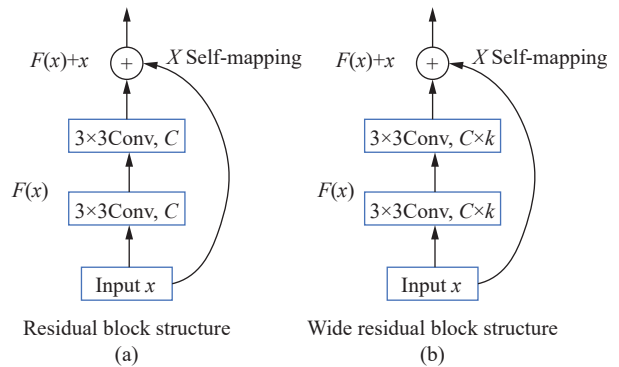 F(x)+x
+
X Self-mapping
3×3Conv, C
F(x)
3×3Conv, C
Input x
Residual block structure
(a)
F(x)+x
+
X Self-mapping
3×3Conv, C×k
F(x)
3×3Conv, C×k
Input x
Wide residual block structure
(b)